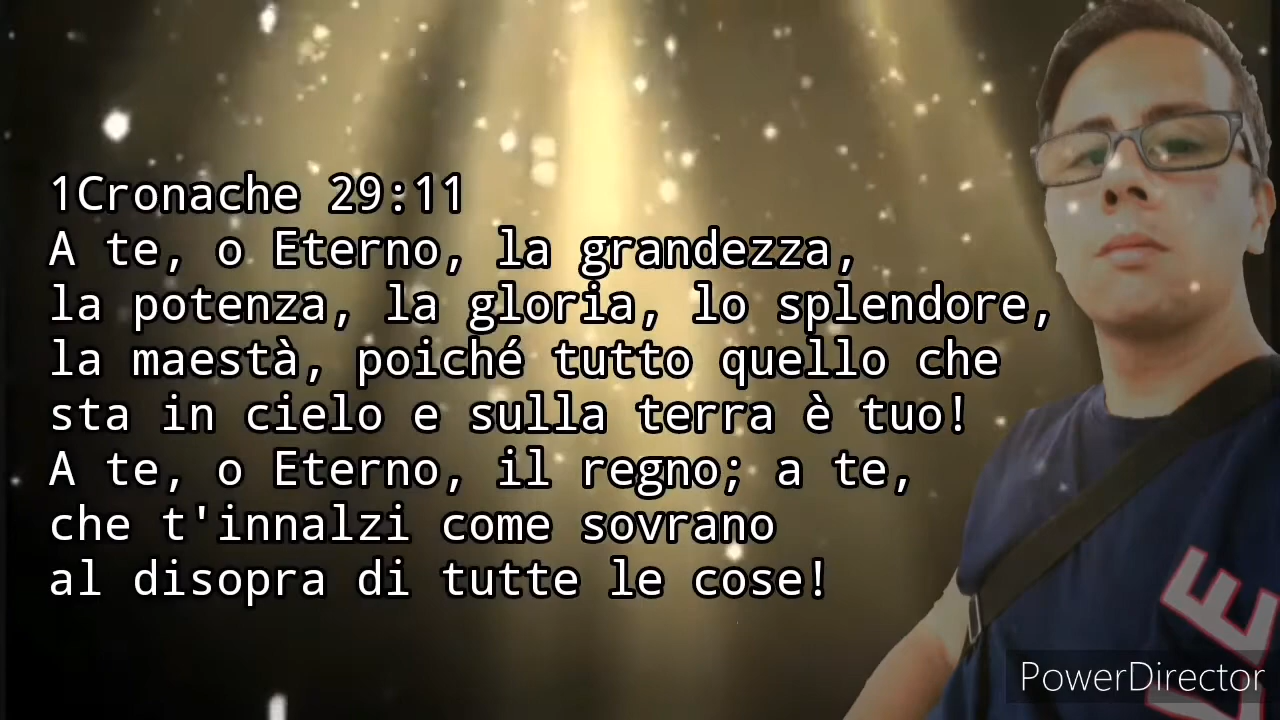 1Cronache 29:11
A te, o Eterno, la grandezza,
la potenza, la gloria, lo splendore,
la maestà, poiché tutto quello che
sta in cielo e sulla terra è tuo!
A te, o Eterno, il regno; a te,
che t'innalzi come sovrano
al disopra di tutte le cose!
LE
PowerDirector